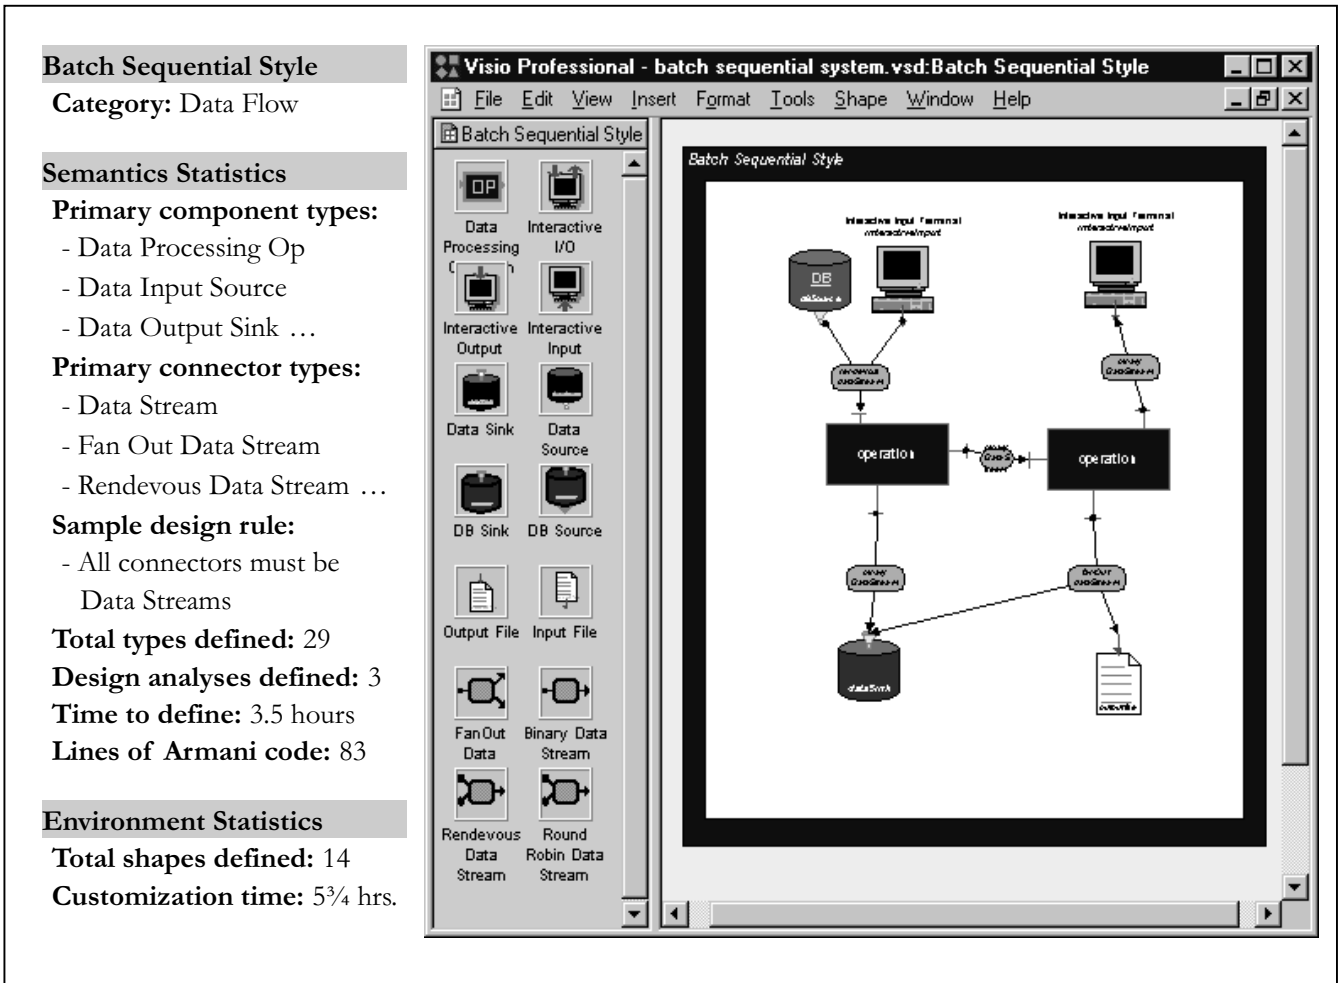 Batch Sequential Style
Category: Data Flow
Semantics Statistics
Primary component types:
- Data Processing Op
- Data Input Source
- Data Output Sink …
Primary connector types:
- Data Stream
- Fan Out Data Stream
- Rendevous Data Stream …
Sample design rule:
- All connectors must be
Data Streams
Total types defined: 29
Design analyses defined: 3
Time to define: 3.5 hours
Lines of Armani code: 83
Environment Statistics
Total shapes defined: 14
Customization time: 5¾ hrs.
Visio Professional - batch sequential system.vsd:Batch Sequential Style
File Edit View Insert Format Tools Shape Window Help
Batch Sequential Style
OP
Data
Processing
Interactive
I/O
Interactive
Output
Interactive
Input
Data Sink
Data
Source
DB Sink
DB Source
Output File
Input File
FanOut
Data
Binary Data
Stream
Rendevous
Data
Stream
Round
Robin Data
Stream
Batch Sequential Style
Interactive Input Terminal
InteractiveInput
Interactive Input Terminal
InteractiveInput
DB
operation
operation
dataSink